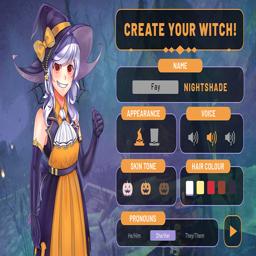 CREATE YOUR WITCH!
NAME
Fay
NIGHTSHADE
APPEARANCE
VOICE
SKIN TONE
HAIR COLOUR
PRONOUNS
He/Him
She/Her
They/Them